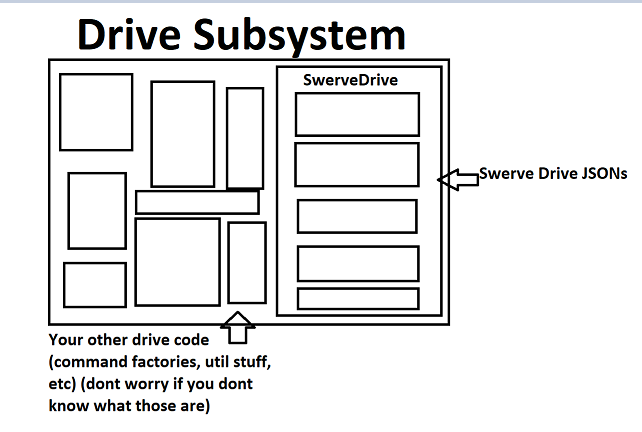 Drive Subsystem
SwerveDrive
Swerve Drive JSONs
Your other drive code
(command factories, util stuff,
etc) (dont worry if you dont
know what those are)